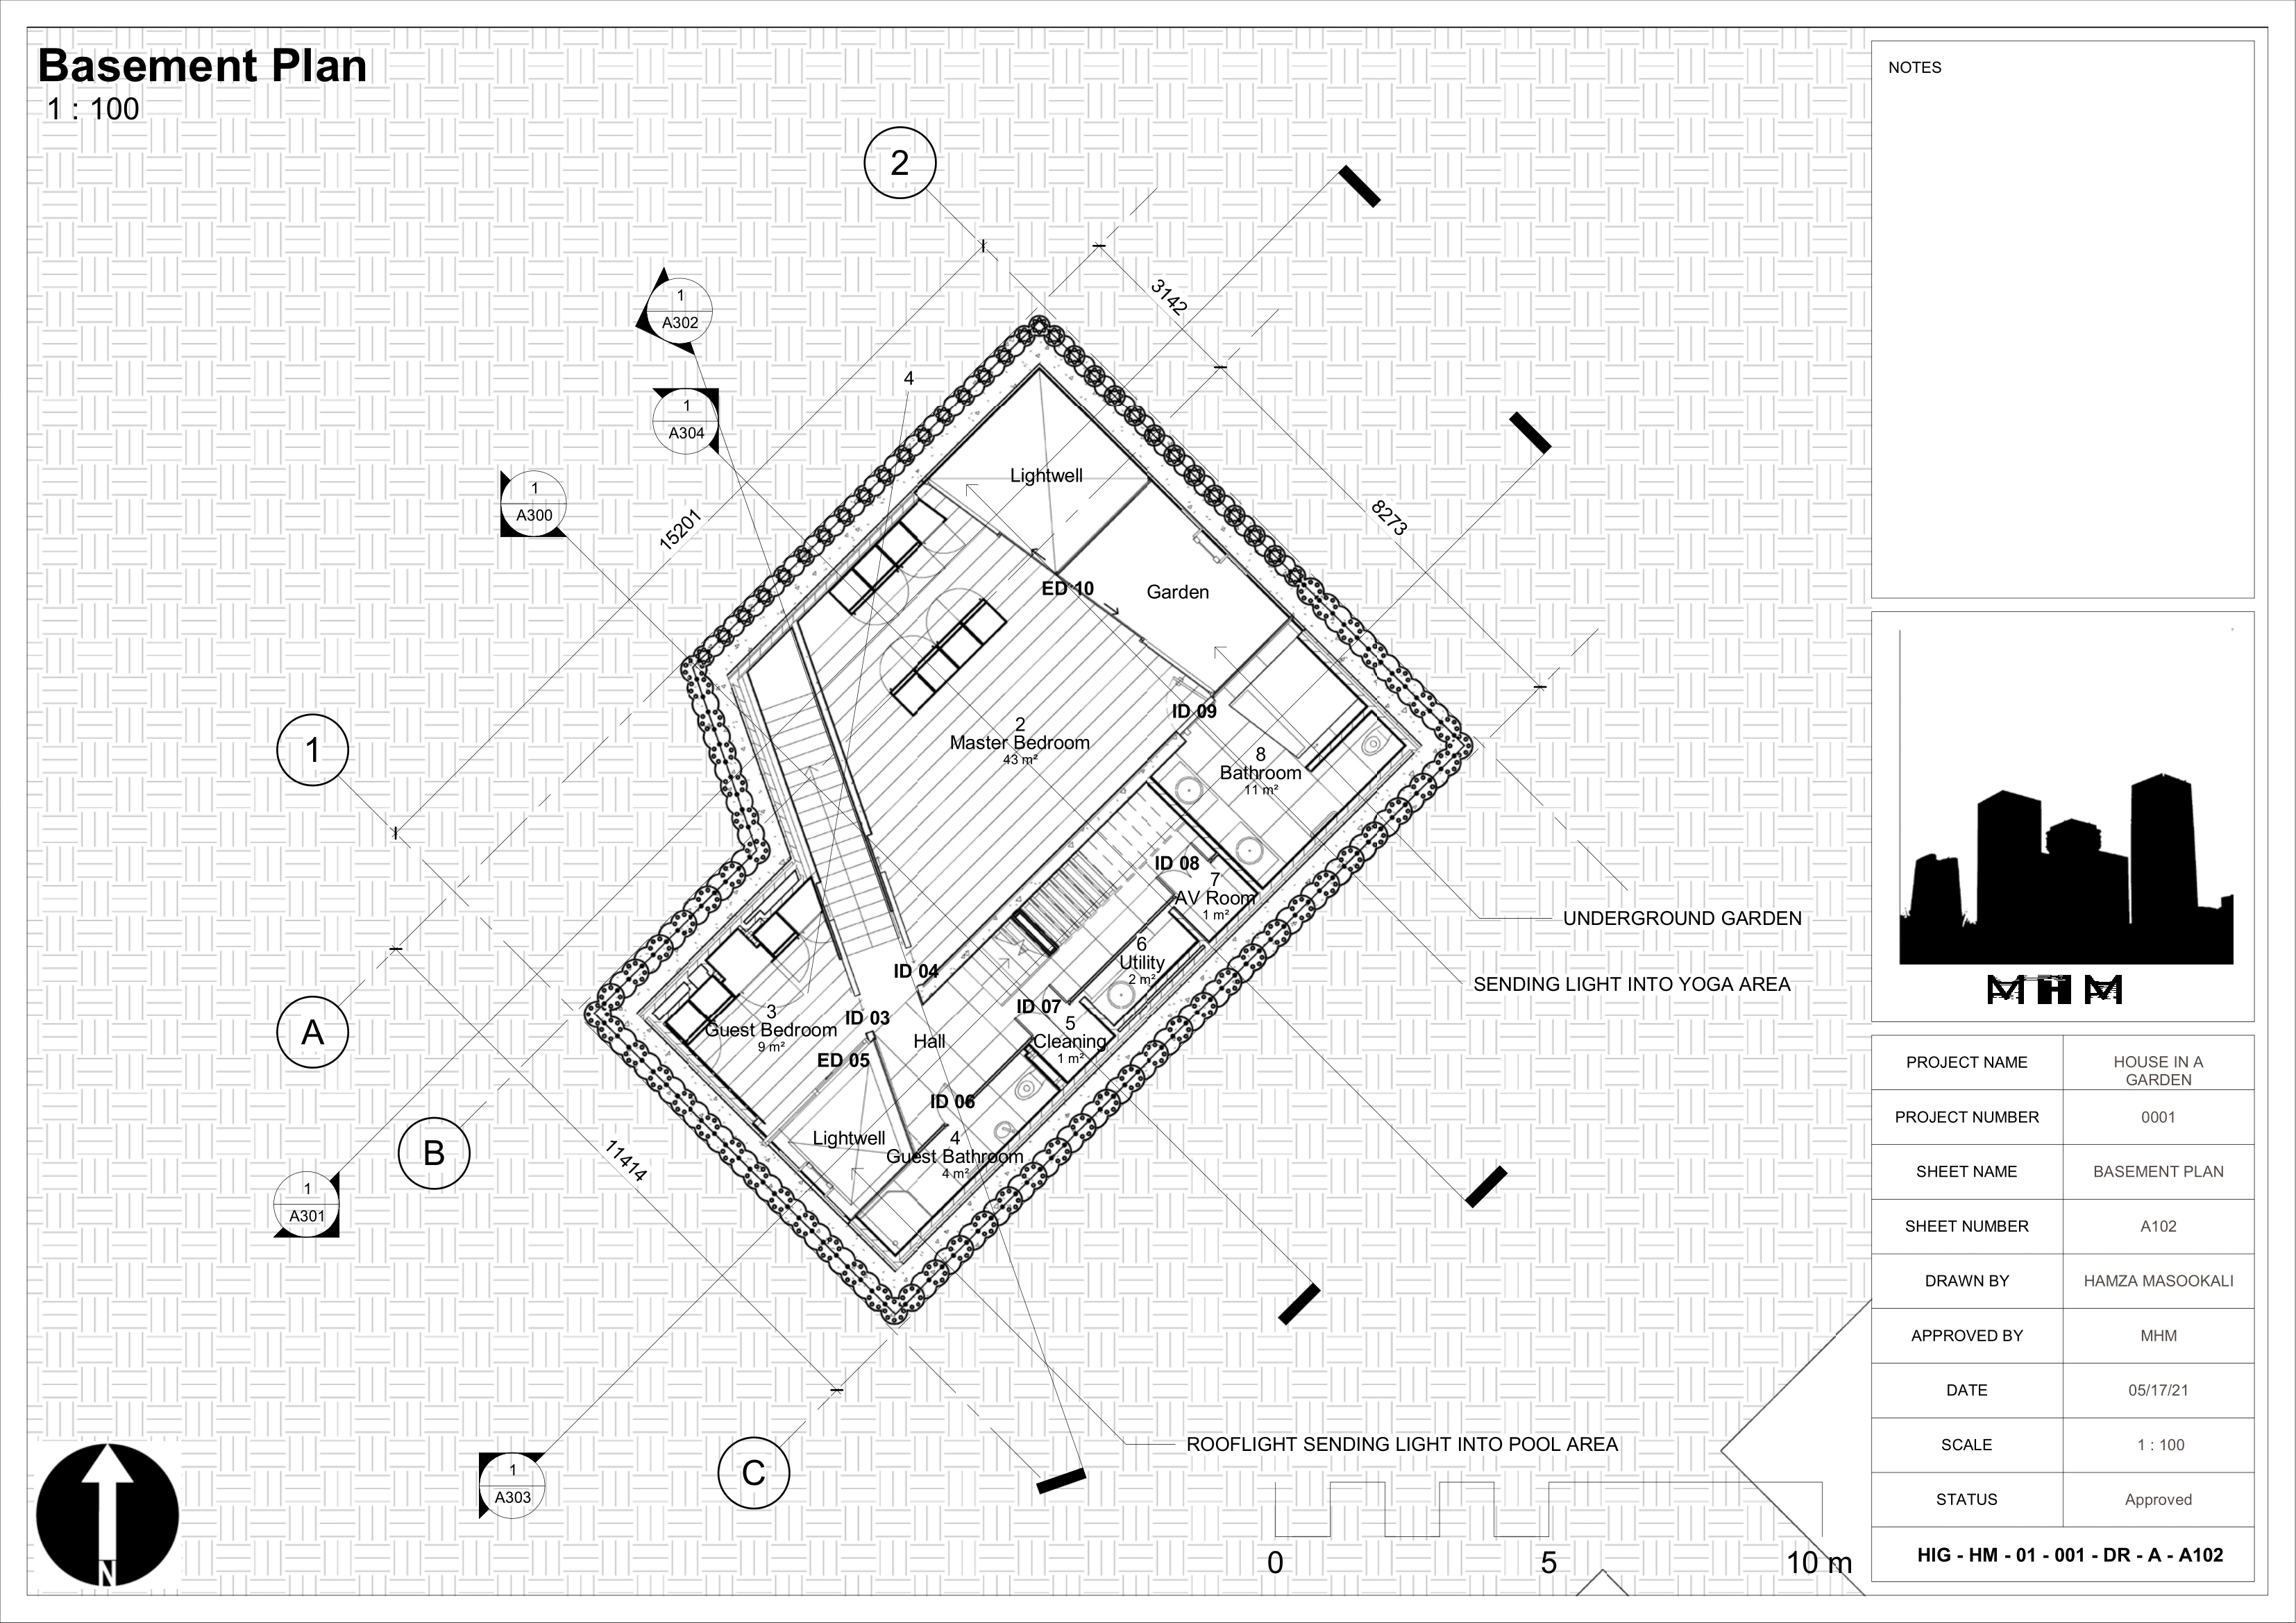 Basement Plan
1 : 100
2
1
A302
1
A304
1
A300
4
3142
15201
8273
Lightwell
ED 10
Garden
ID 09
2
Master Bedroom
43 m²
8
Bathroom
11 m²
1
ID 08
7
AV Room
1 m²
6
Utility
2 m²
UNDERGROUND GARDEN
SENDING LIGHT INTO YOGA AREA
ID 04
ID 07
ID 03
3
Guest Bedroom
9 m²
Hall
5
Cleaning
1 m²
ED 05
ID 06
Lightwell
4
Guest Bathroom
4 m²
A
B
11414
1
A301
C
1
A303
ROOFLIGHT SENDING LIGHT INTO POOL AREA
N
0 5 10 m
NOTES
MHM
PROJECT NAME HOUSE IN A
GARDEN
PROJECT NUMBER 0001
SHEET NAME BASEMENT PLAN
SHEET NUMBER A102
DRAWN BY HAMZA MASOOKALI
APPROVED BY MHM
DATE 05/17/21
SCALE 1 : 100
STATUS Approved
HIG - HM - 01 - 001 - DR - A - A102